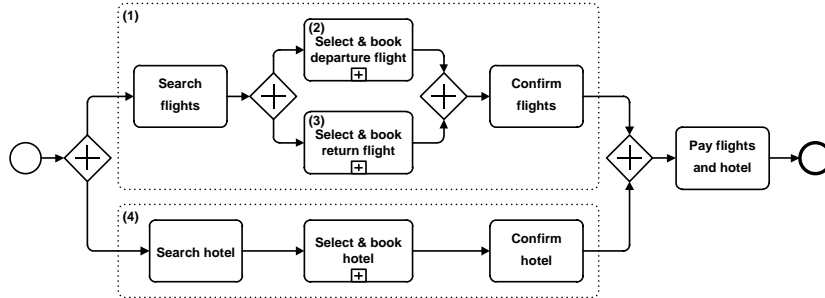 (1)
(2)
Select & book
departure flight
Search
flights
Confirm
flights
(3)
Select & book
return flight
Pay flights
and hotel
(4)
Search hotel
Select & book
hotel
Confirm
hotel